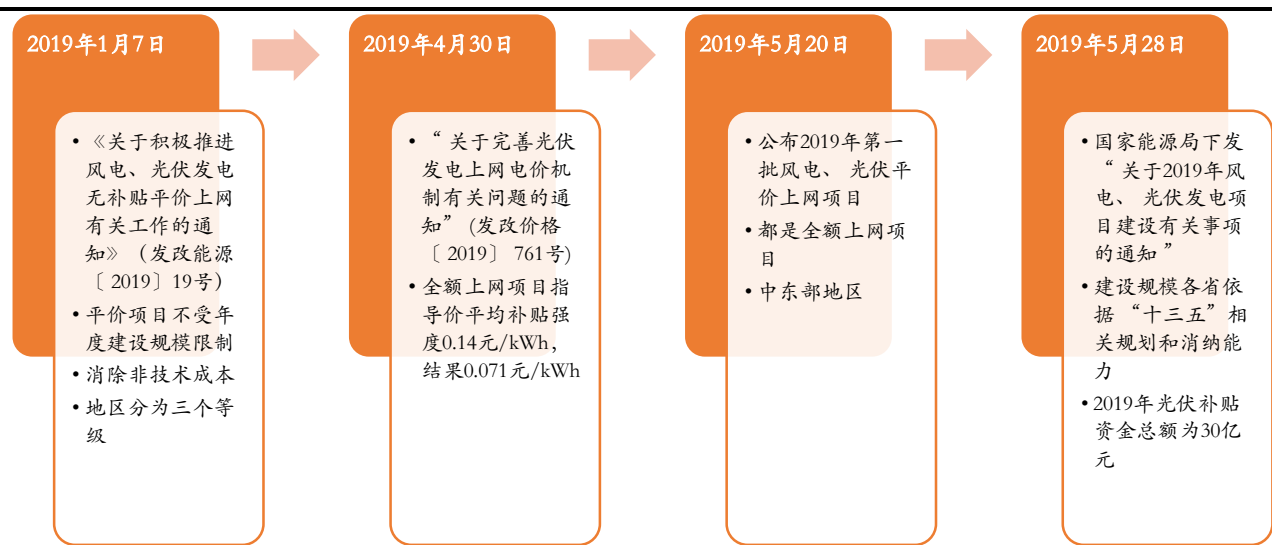 2019年1月7日
• 《关于积极推进
风电、光伏发电
无补贴平价上网
有关工作的通
知》（发改能源
〔 2019〕19号）
• 平价项目不受年
度建设规模限制
• 消除非技术成本
• 地区分为三个等
级
2019年4月30日
• “ 关于完善光伏
发电上网电价机
制有关问题的通
知” (发改价格
〔 2019〕 761号)
• 全额上网项目指
导价平均补贴强
度0.14元/kWh，
结果0.071元/kWh
2019年5月20日
• 公布2019年第一
批风电、 光伏平
价上网项目
• 都是全额上网项
目
• 中东部地区
2019年5月28日
• 国家能源局下发
“ 关于2019年风
电、 光伏发电项
目建设有关事项
的通知 ”
• 建设规模各省依
据 “十三五”相
关规划和消纳能
力
• 2019年光伏补贴
资金总额为30亿
元